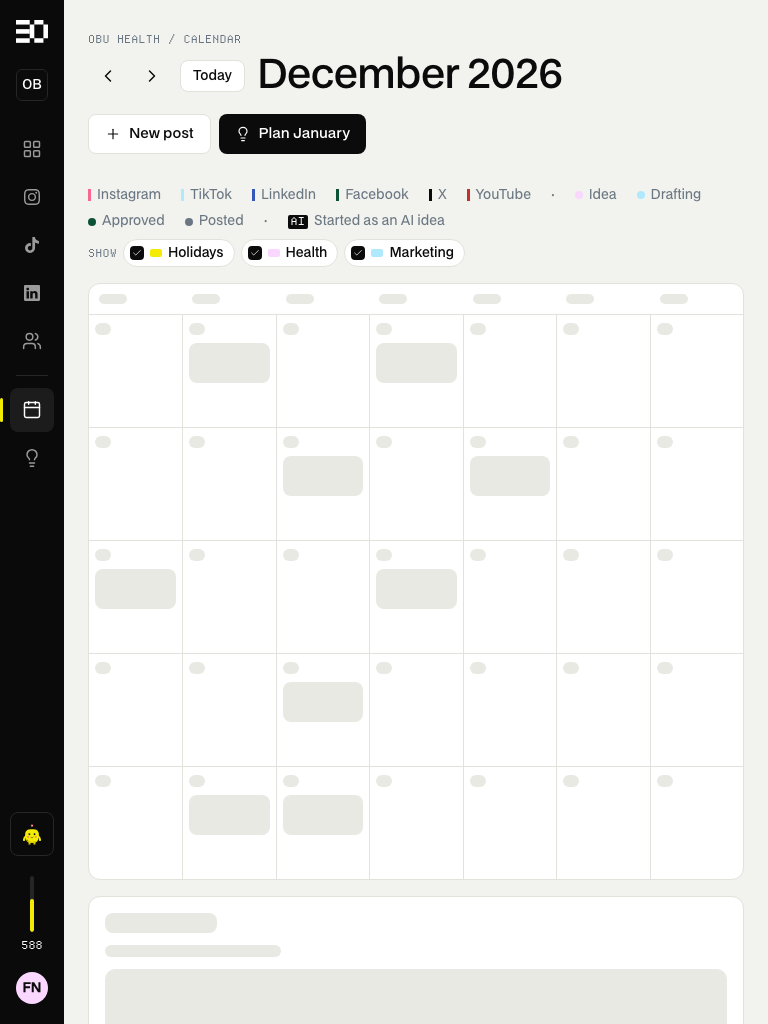 OB
OBU HEALTH / CALENDAR
Today
December 2026
New post
Plan January
Instagram TikTok LinkedIn Facebook X YouTube · Idea Drafting
Approved Posted · AI Started as an AI idea
SHOW Holidays Health Marketing
588
FN